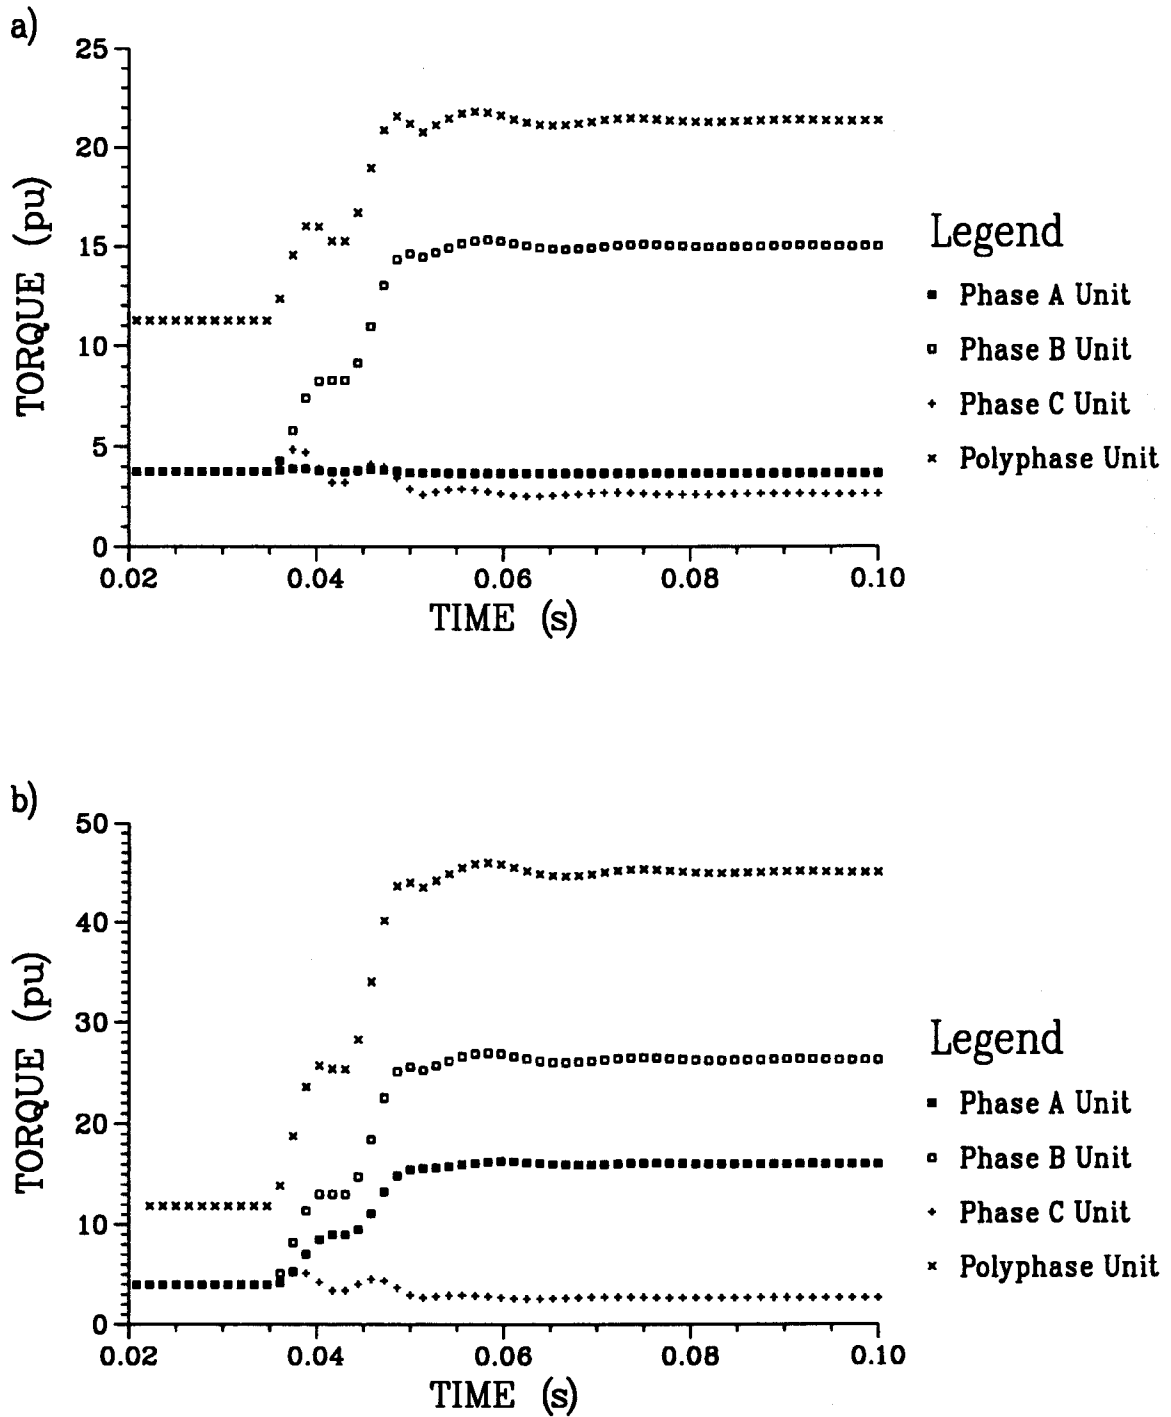 a)
25
20
15
10
5
0
TORQUE (pu)
0.02 0.04 0.06 0.08 0.10
TIME (s)
Legend
Phase A Unit
Phase B Unit
Phase C Unit
Polyphase Unit
b)
50
40
30
20
10
0
TORQUE (pu)
0.02 0.04 0.06 0.08 0.10
TIME (s)
Legend
Phase A Unit
Phase B Unit
Phase C Unit
Polyphase Unit